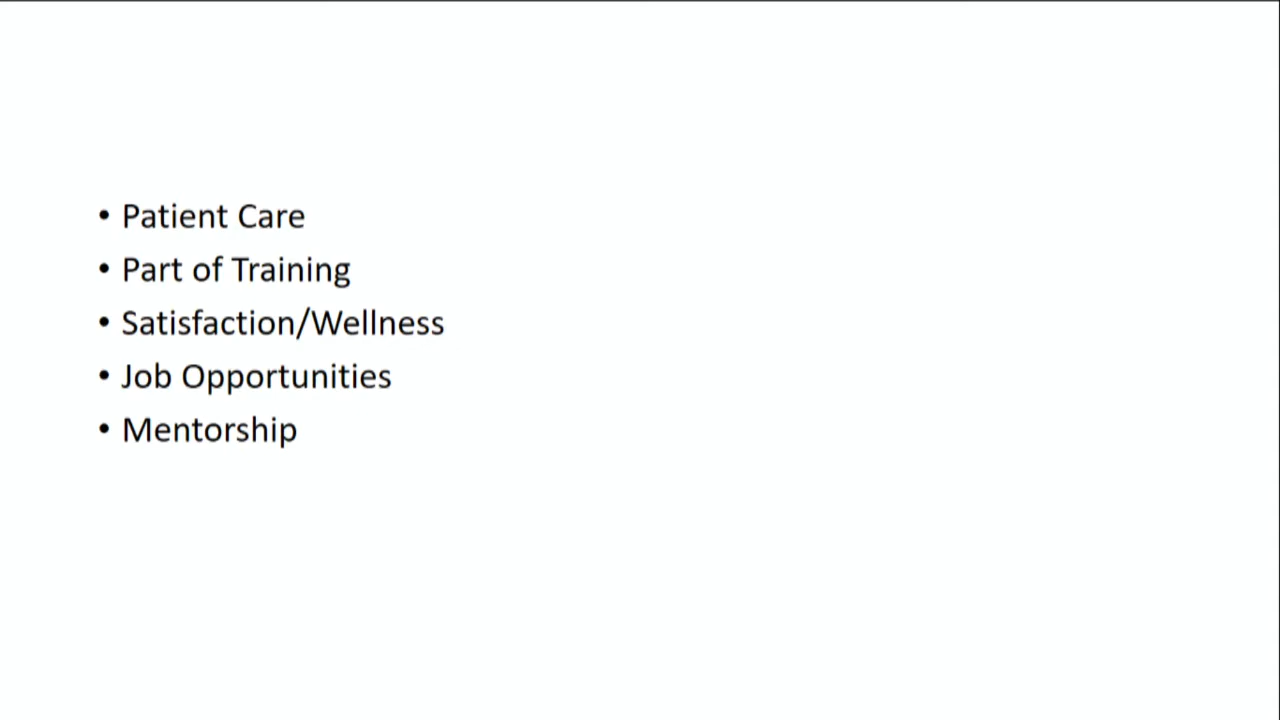 • Patient Care
• Part of Training
• Satisfaction/Wellness
• Job Opportunities
• Mentorship